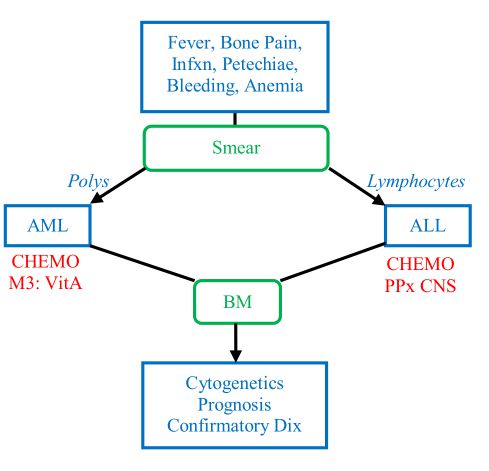 Fever, Bone Pain,
Infxn, Petechiae,
Bleeding, Anemia
Smear
Polys
Lymphocytes
AML
ALL
CHEMO
M3: VitA
CHEMO
PPx CNS
BM
Cytogenetics
Prognosis
Confirmatory Dix